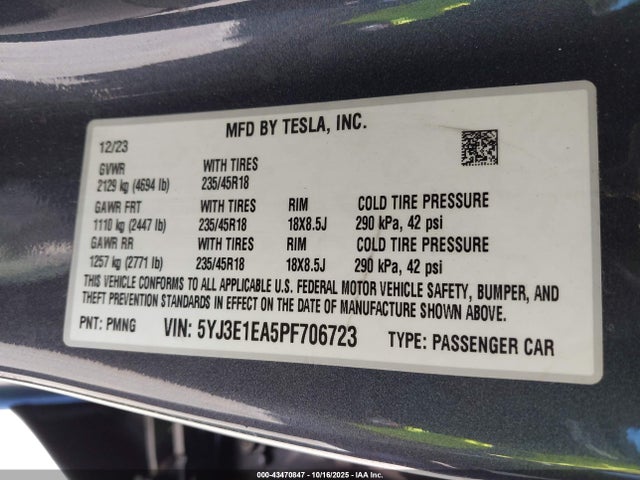 MFD BY TESLA, INC.
12/23
GVWR WITH TIRES
2129 kg (4694 lb) 235/45R18
GAWR FRT WITH TIRES RIM COLD TIRE PRESSURE
1110 kg (2447 lb) 235/45R18 18X8.5J 290 kPa, 42 psi
GAWR RR WITH TIRES RIM COLD TIRE PRESSURE
1257 kg (2771 lb) 235/45R18 18X8.5J 290 kPa, 42 psi
THIS VEHICLE CONFORMS TO ALL APPLICABLE U.S. FEDERAL MOTOR VEHICLE SAFETY, BUMPER, AND
THEFT PREVENTION STANDARDS IN EFFECT ON THE DATE OF MANUFACTURE SHOWN ABOVE.
PNT: PMNG VIN: 5YJ3E1EA5PF706723 TYPE: PASSENGER CAR
000-43470847 - 10/16/2025 - IAA Inc.